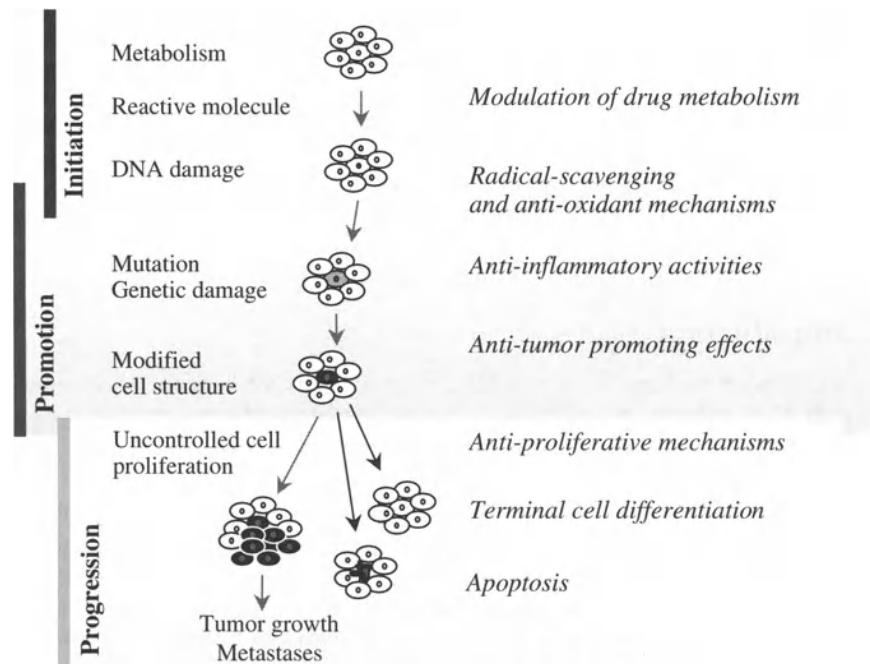 Initiation
Promotion
Progression
Metabolism
Reactive molecule
DNA damage
Mutation
Genetic damage
Modified
cell structure
Uncontrolled cell
proliferation
Tumor growth
Metastases
Modulation of drug metabolism
Radical-scavenging
and anti-oxidant mechanisms
Anti-inflammatory activities
Anti-tumor promoting effects
Anti-proliferative mechanisms
Terminal cell differentiation
Apoptosis